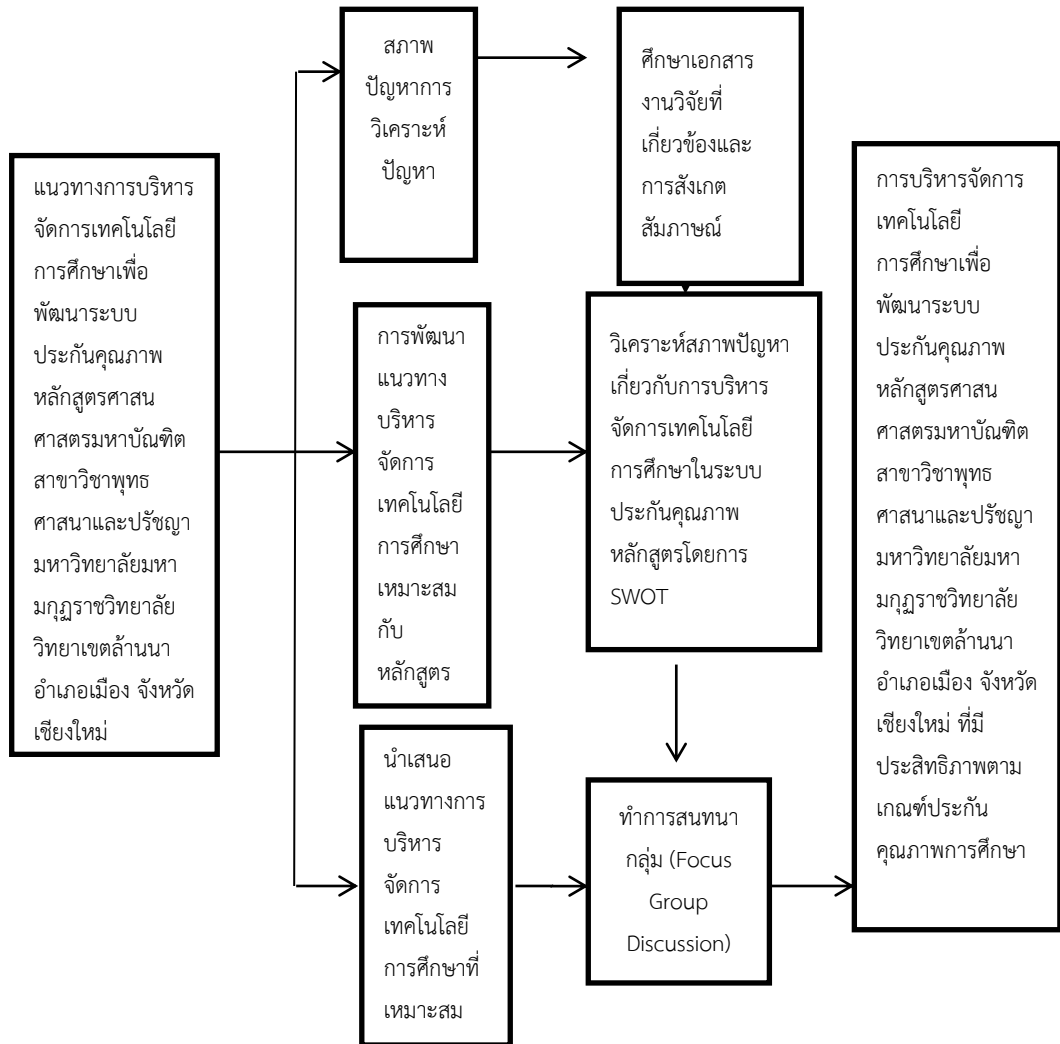 แนวทางการบริหาร
จัดการเทคโนโลยี
การศึกษาเพื่อ
พัฒนาระบบ
ประกันคุณภาพ
หลักสูตรศาสน
ศาสตรมหาบัณฑิต
สาขาวิชาพุทธ
ศาสนาและปรัชญา
มหาวิทยาลัยมหา
มกุฏราชวิทยาลัย
วิทยาเขตล้านนา
อำเภอเมือง จังหวัด
เชียงใหม่
สภาพ
ปัญหาการ
วิเคราะห์
ปัญหา
ศึกษาเอกสาร
งานวิจัยที่
เกี่ยวข้องและ
การสังเกต
สัมภาษณ์
การพัฒนา
แนวทาง
บริหาร
จัดการ
เทคโนโลยี
การศึกษา
เหมาะสม
กับ
หลักสูตร
วิเคราะห์สภาพปัญหา
เกี่ยวกับการบริหาร
จัดการเทคโนโลยี
การศึกษาในระบบ
ประกันคุณภาพ
หลักสูตรโดยการ
SWOT
นำเสนอ
แนวทางการ
บริหาร
จัดการ
เทคโนโลยี
การศึกษาที่
เหมาะสม
ทำการสนทนา
กลุ่ม (Focus
Group
Discussion)
การบริหารจัดการ
เทคโนโลยี
การศึกษาเพื่อ
พัฒนาระบบ
ประกันคุณภาพ
หลักสูตรศาสน
ศาสตรมหาบัณฑิต
สาขาวิชาพุทธ
ศาสนาและปรัชญา
มหาวิทยาลัยมหา
มกุฏราชวิทยาลัย
วิทยาเขตล้านนา
อำเภอเมือง จังหวัด
เชียงใหม่ ที่มี
ประสิทธิภาพตาม
เกณฑ์ประกัน
คุณภาพการศึกษา